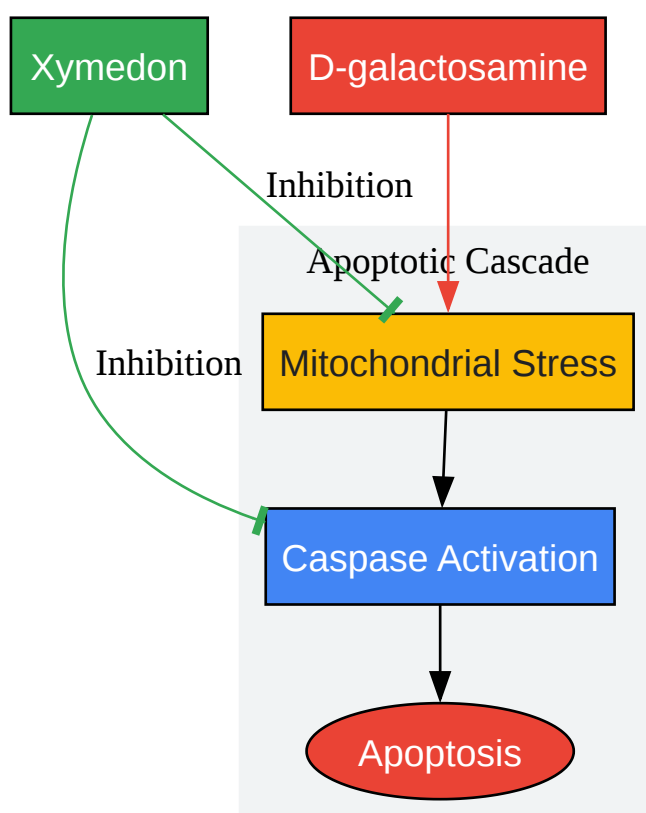 Xymedon
D-galactosamine
Inhibition
Apoptotic Cascade
Inhibition
Mitochondrial Stress
Caspase Activation
Apoptosis